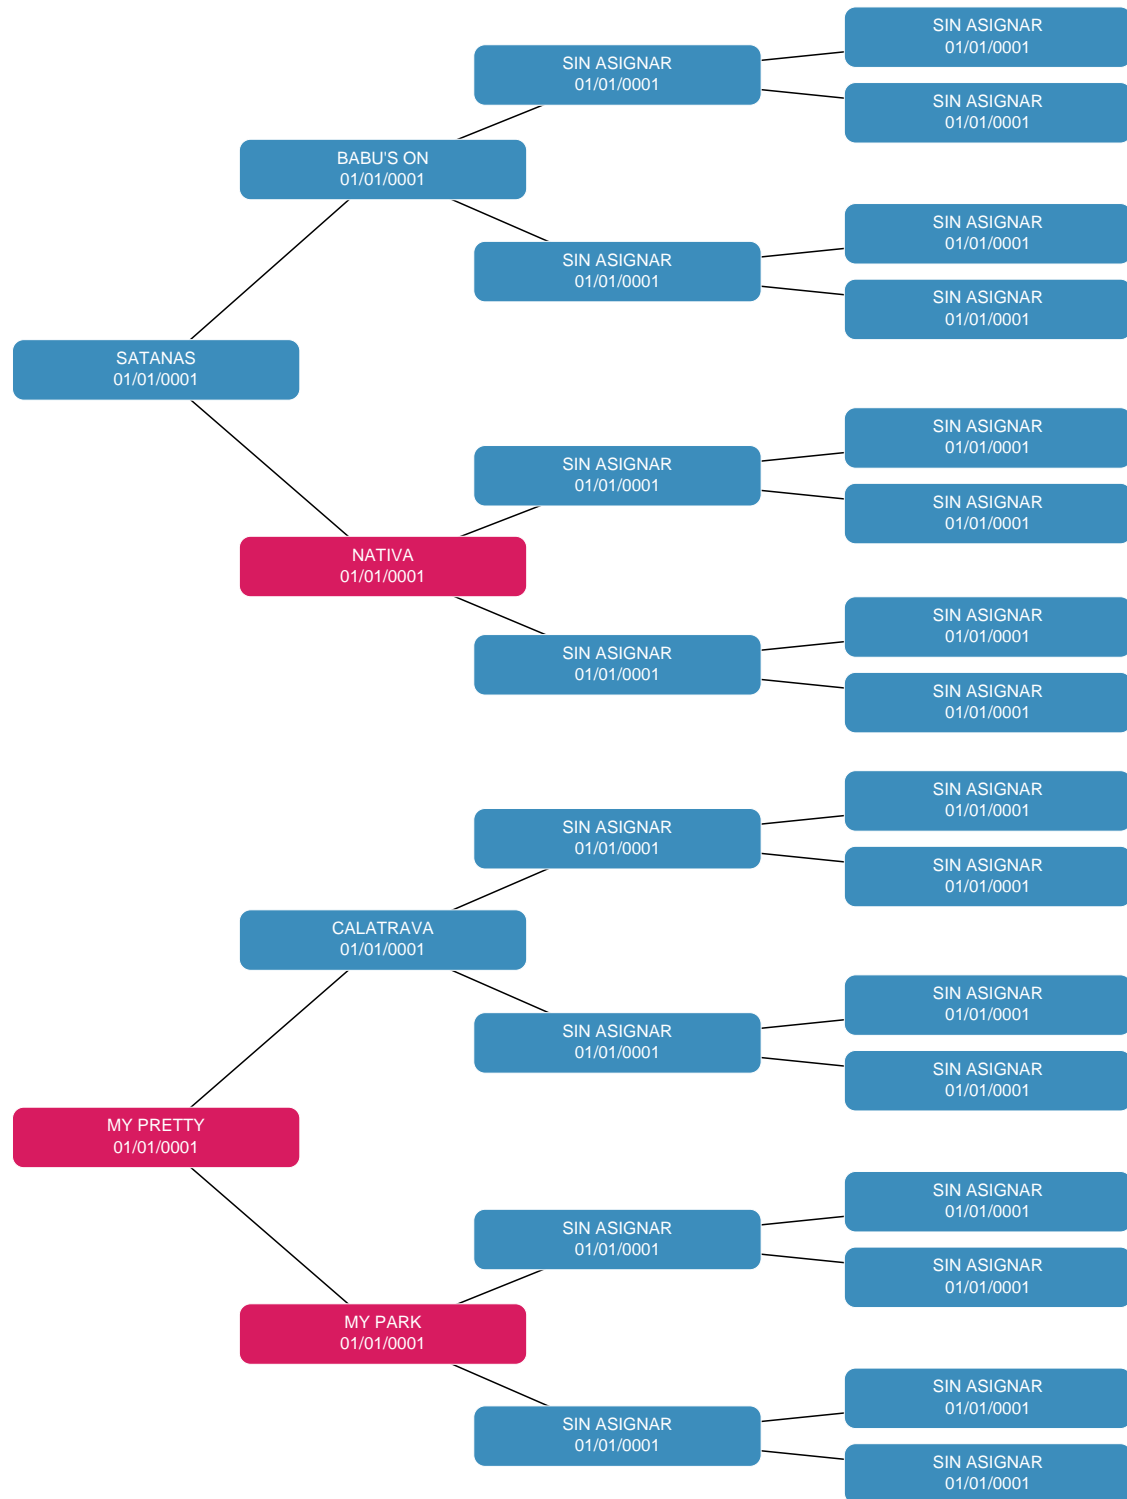 SIN ASIGNAR
01/01/0001
SIN ASIGNAR
01/01/0001
SIN ASIGNAR
01/01/0001
BABU'S ON
01/01/0001
SIN ASIGNAR
01/01/0001
SIN ASIGNAR
01/01/0001
SIN ASIGNAR
01/01/0001
SATANAS
01/01/0001
SIN ASIGNAR
01/01/0001
SIN ASIGNAR
01/01/0001
SIN ASIGNAR
01/01/0001
NATIVA
01/01/0001
SIN ASIGNAR
01/01/0001
SIN ASIGNAR
01/01/0001
SIN ASIGNAR
01/01/0001
SIN ASIGNAR
01/01/0001
SIN ASIGNAR
01/01/0001
SIN ASIGNAR
01/01/0001
CALATRAVA
01/01/0001
SIN ASIGNAR
01/01/0001
SIN ASIGNAR
01/01/0001
SIN ASIGNAR
01/01/0001
MY PRETTY
01/01/0001
SIN ASIGNAR
01/01/0001
SIN ASIGNAR
01/01/0001
SIN ASIGNAR
01/01/0001
MY PARK
01/01/0001
SIN ASIGNAR
01/01/0001
SIN ASIGNAR
01/01/0001
SIN ASIGNAR
01/01/0001